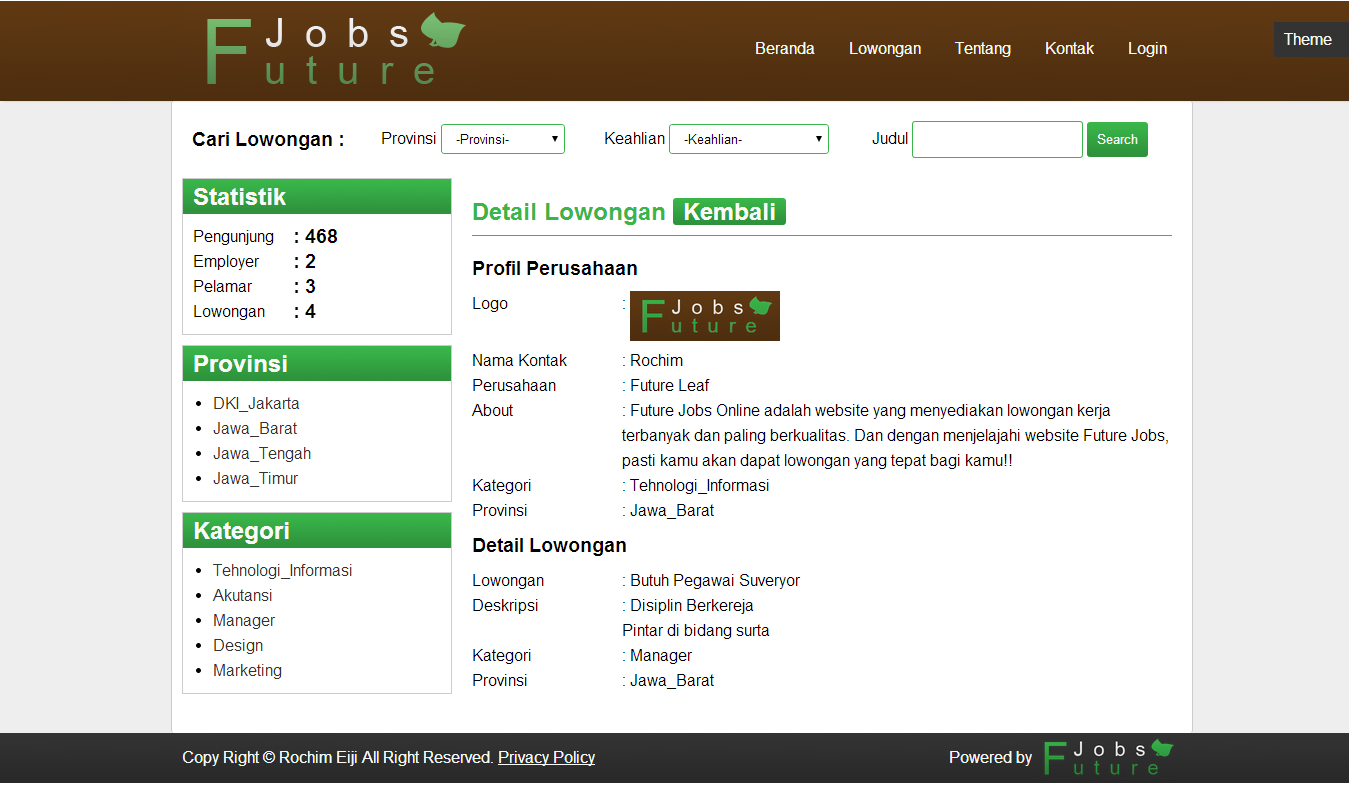 F Jobs
uture
Beranda Lowongan Tentang Kontak Login
Theme
Cari Lowongan : Provinsi -Provinsi- Keahlian -Keahlian- Judul Search
Statistik
Pengunjung : 468
Employer : 2
Pelamar : 3
Lowongan : 4
Provinsi
DKI_Jakarta
Jawa_Barat
Jawa_Tengah
Jawa_Timur
Kategori
Tehnologi_Informasi
Akutansi
Manager
Design
Marketing
Detail Lowongan Kembali
Profil Perusahaan
Logo : F Jobs
uture
Nama Kontak : Rochim
Perusahaan : Future Leaf
About : Future Jobs Online adalah website yang menyediakan lowongan kerja
terbanyak dan paling berkualitas. Dan dengan menjelajahi website Future Jobs,
pasti kamu akan dapat lowongan yang tepat bagi kamu!!
Kategori : Tehnologi_Informasi
Provinsi : Jawa_Barat
Detail Lowongan
Lowongan : Butuh Pegawai Suveryor
Deskripsi : Disiplin Berkereja
Pintar di bidang surta
Kategori : Manager
Provinsi : Jawa_Barat
Copy Right © Rochim Eiji All Right Reserved. Privacy Policy
Powered by F Jobs
uture